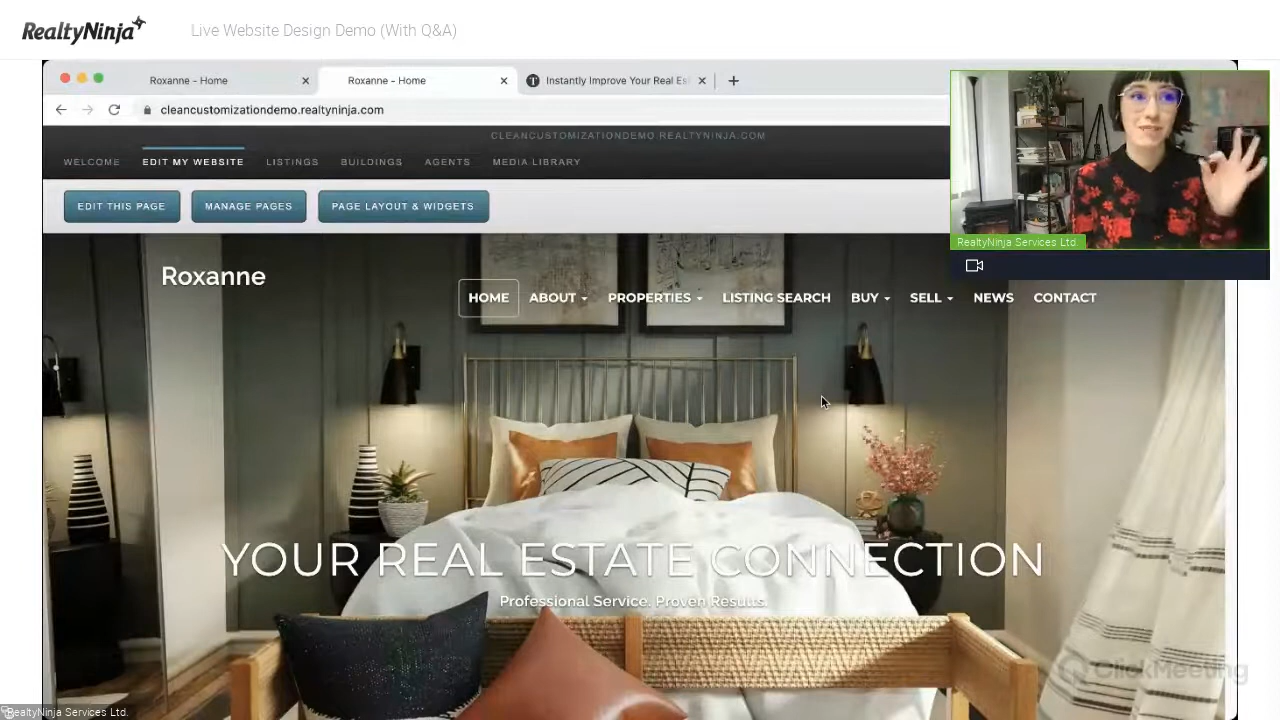 RealtyNinja
Live Website Design Demo (With Q&A)
Roxanne - Home
Roxanne - Home
Instantly Improve Your Real Es
cleancustomizationdemo.realtyninja.com
CLEANCUSTOMIZATIONDEMO.REALTYNINJA.COM
WELCOME EDIT MY WEBSITE LISTINGS BUILDINGS AGENTS MEDIA LIBRARY
EDIT THIS PAGE MANAGE PAGES PAGE LAYOUT & WIDGETS
RealtyNinja Services Ltd.
Roxanne
HOME ABOUT PROPERTIES LISTING SEARCH BUY SELL NEWS CONTACT
YOUR REAL ESTATE CONNECTION
Professional Service. Proven Results.
ClickMeeting
RealtyNinja Services Ltd.